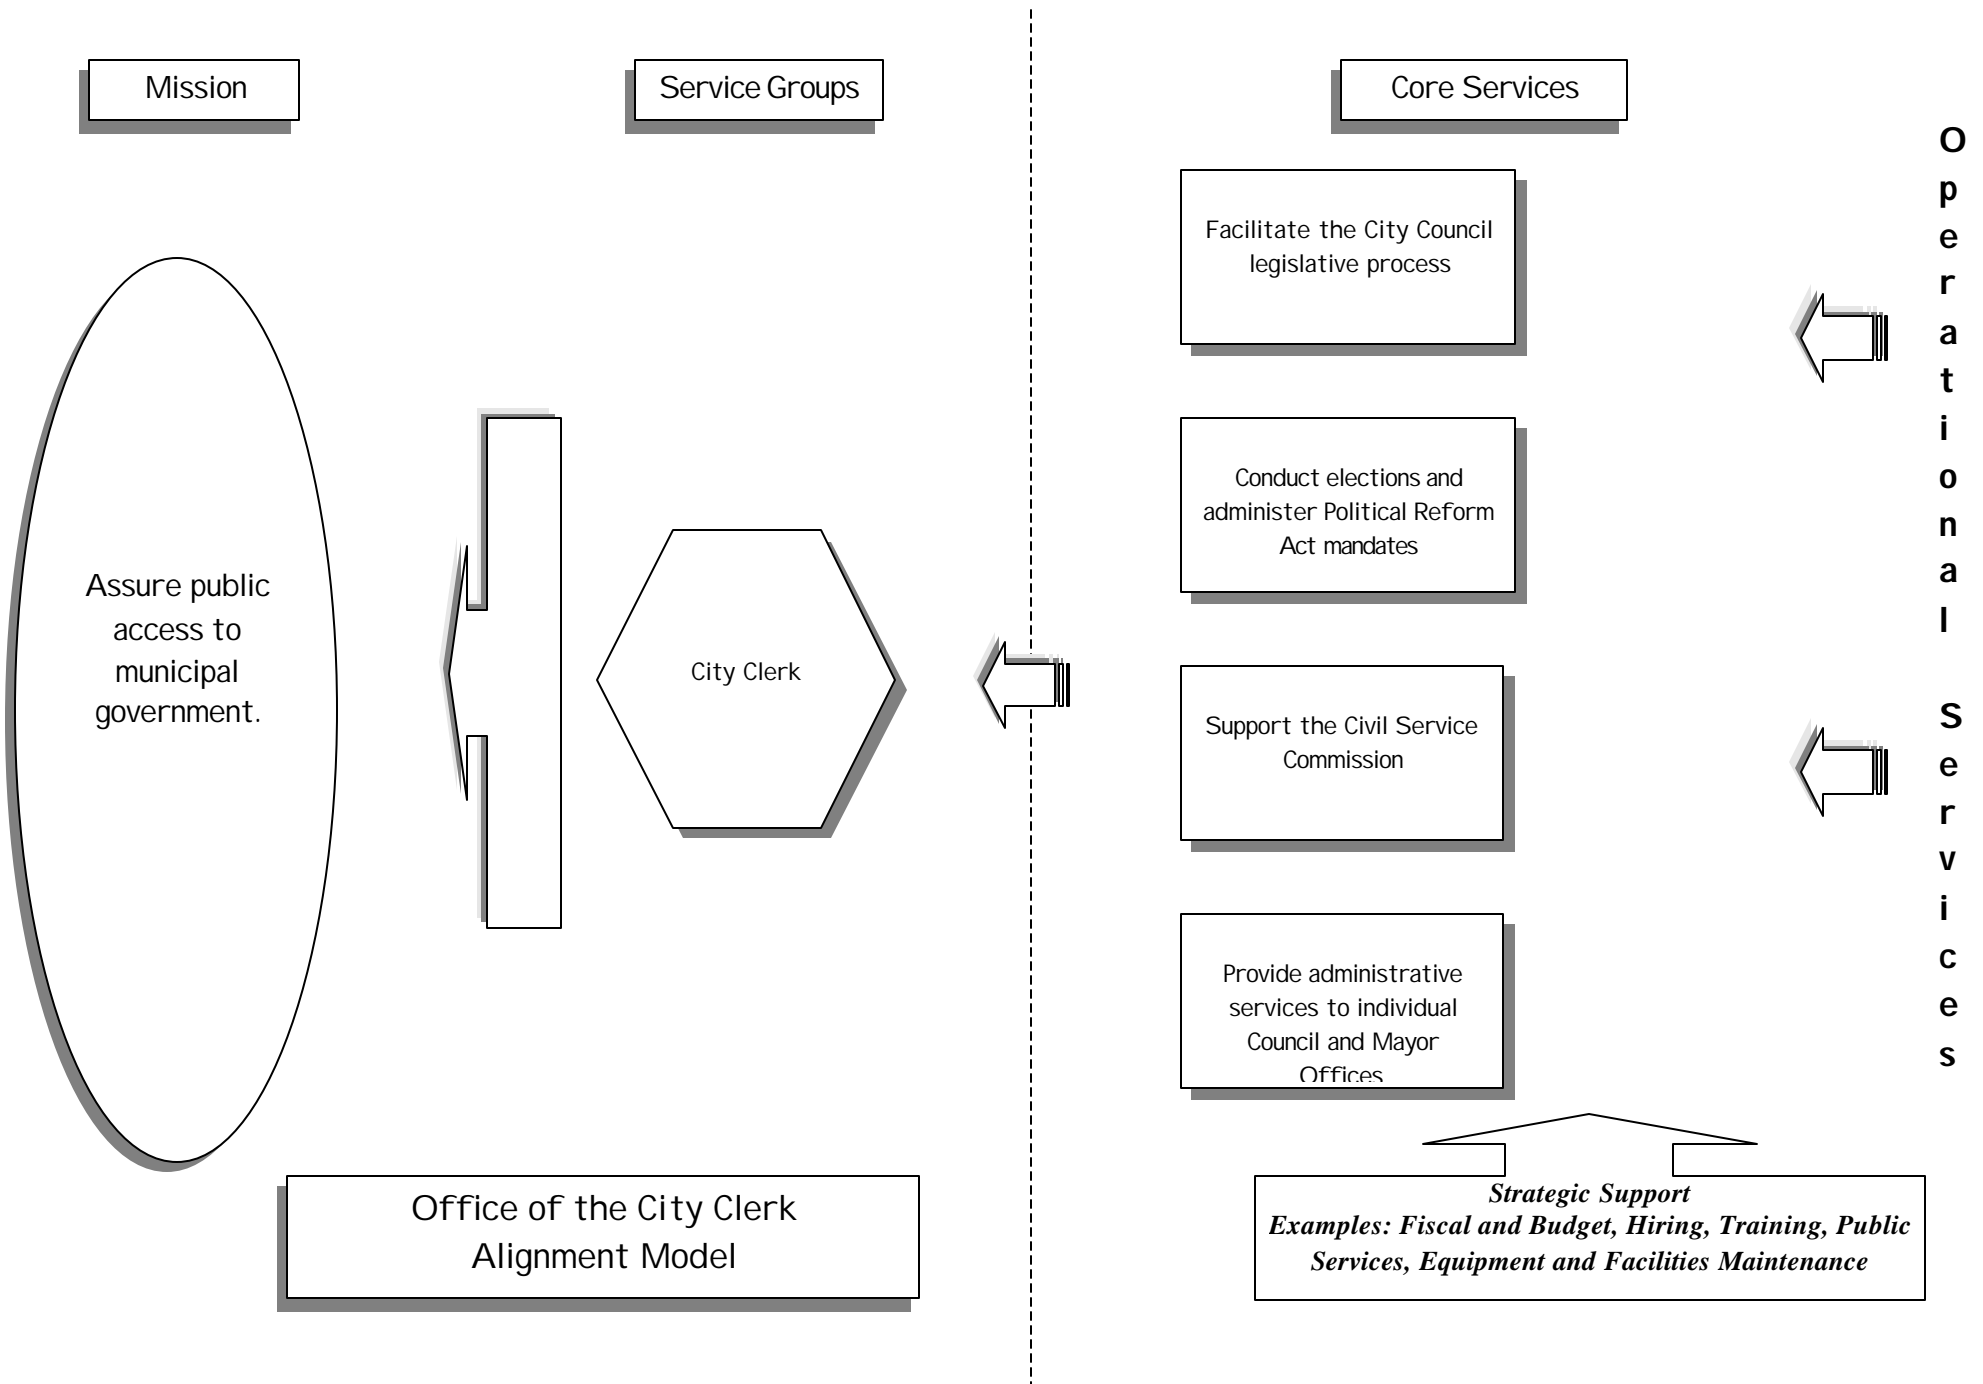 Mission
Service Groups
Core Services
Assure public
access to
municipal
government.
City Clerk
Facilitate the City Council
legislative process
Conduct elections and
administer Political Reform
Act mandates
Support the Civil Service
Commission
Provide administrative
services to individual
Council and Mayor
Offices
Operational Services
Office of the City Clerk
Alignment Model
Strategic Support
Examples: Fiscal and Budget, Hiring, Training, Public
Services, Equipment and Facilities Maintenance